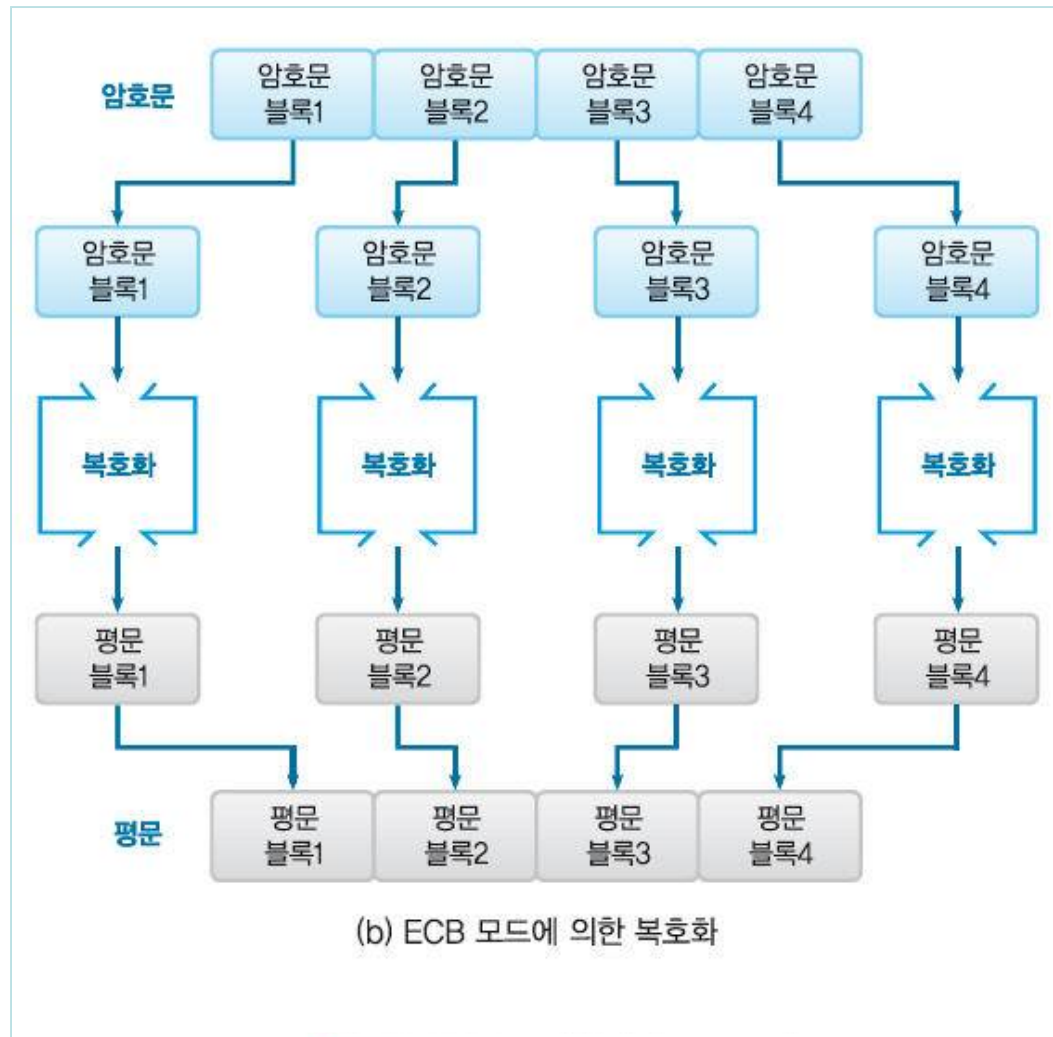 암호문
암호문 블록1
암호문 블록2
암호문 블록3
암호문 블록4
암호문 블록1
암호문 블록2
암호문 블록3
암호문 블록4
복호화
복호화
복호화
복호화
평문 블록1
평문 블록2
평문 블록3
평문 블록4
평문
평문 블록1
평문 블록2
평문 블록3
평문 블록4
(b) ECB 모드에 의한 복호화